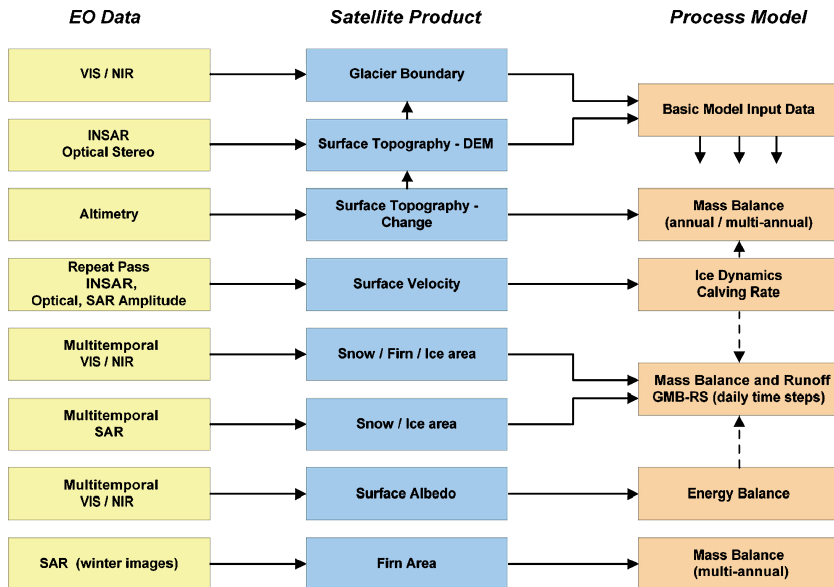 EO Data
Satellite Product
Process Model
VIS / NIR
Glacier Boundary
Basic Model Input Data
INSAR
Optical Stereo
Surface Topography - DEM
Altimetry
Surface Topography -
Change
Mass Balance
(annual / multi-annual)
Repeat Pass
INSAR,
Optical, SAR Amplitude
Surface Velocity
Ice Dynamics
Calving Rate
Multitemporal
VIS / NIR
Snow / Firn / Ice area
Mass Balance and Runoff
GMB-RS (daily time steps)
Multitemporal
SAR
Snow / Ice area
Multitemporal
VIS / NIR
Surface Albedo
Energy Balance
SAR (winter images)
Firn Area
Mass Balance
(multi-annual)